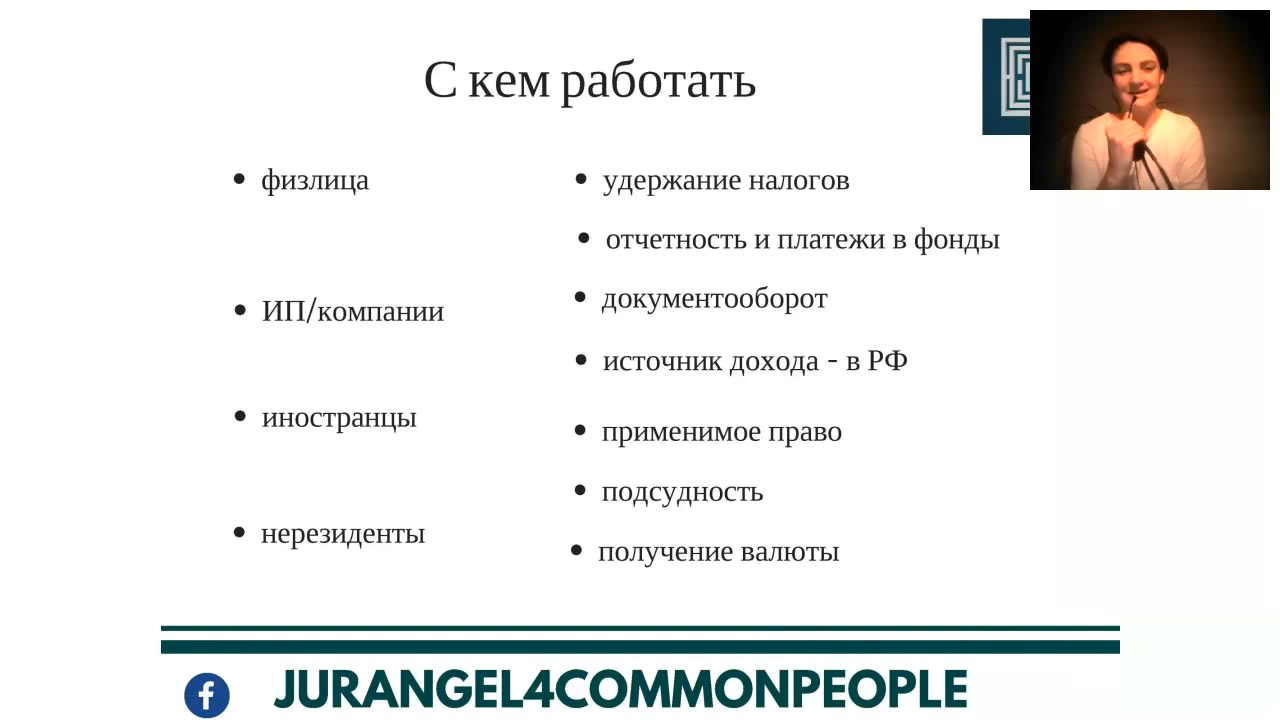 С кем работать
физлица
ИП/компании
иностранцы
нерезиденты
удержание налогов
отчетность и платежи в фонды
документооборот
источник дохода - в РФ
применимое право
подсудность
получение валюты
JURANGEL4COMMONPEOPLE